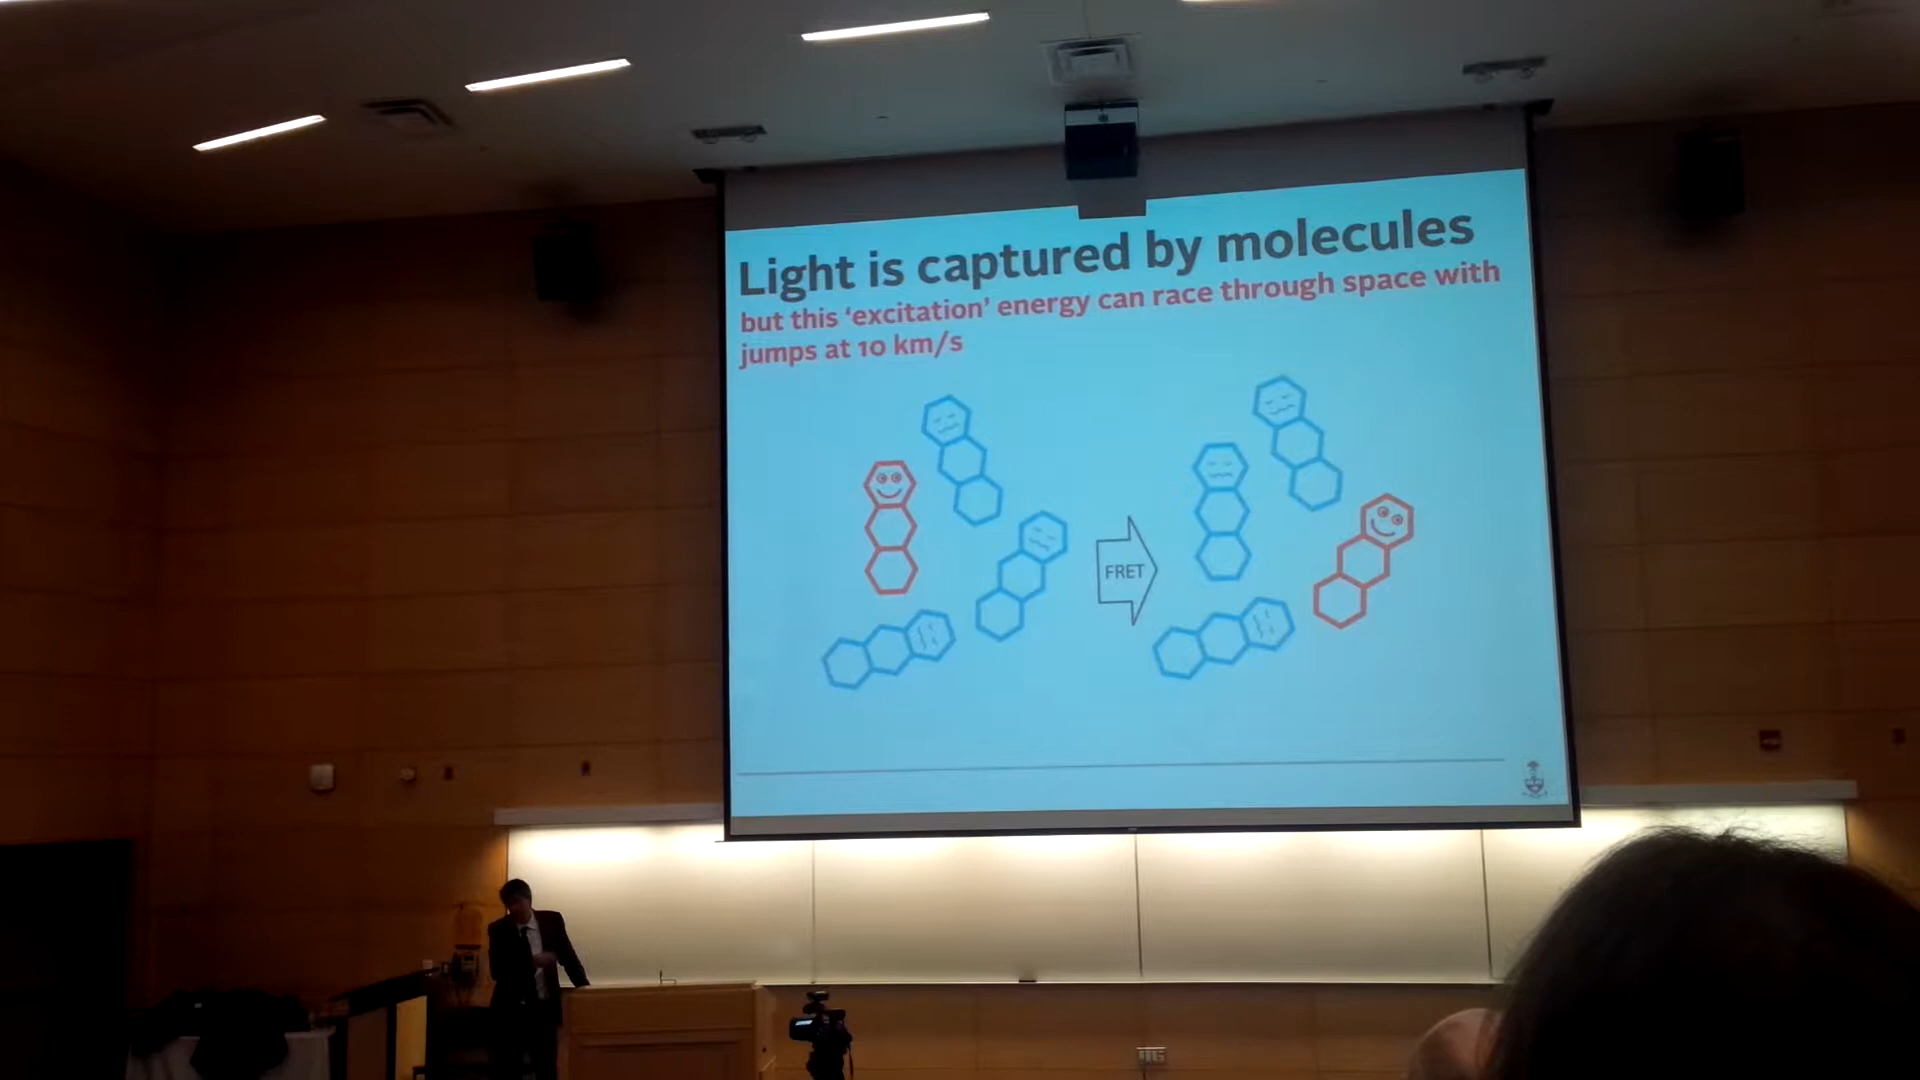 Light is captured by molecules
but this ‘excitation’ energy can race through space with
jumps at 10 km/s
FRET